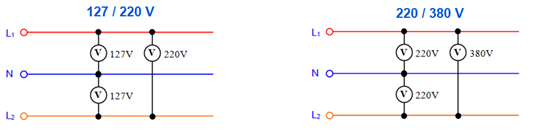 127 / 220 V
L₁
V 127V
V 220V
N
V 127V
L₂
220 / 380 V
L₁
V 220V
V 380V
N
V 220V
L₂